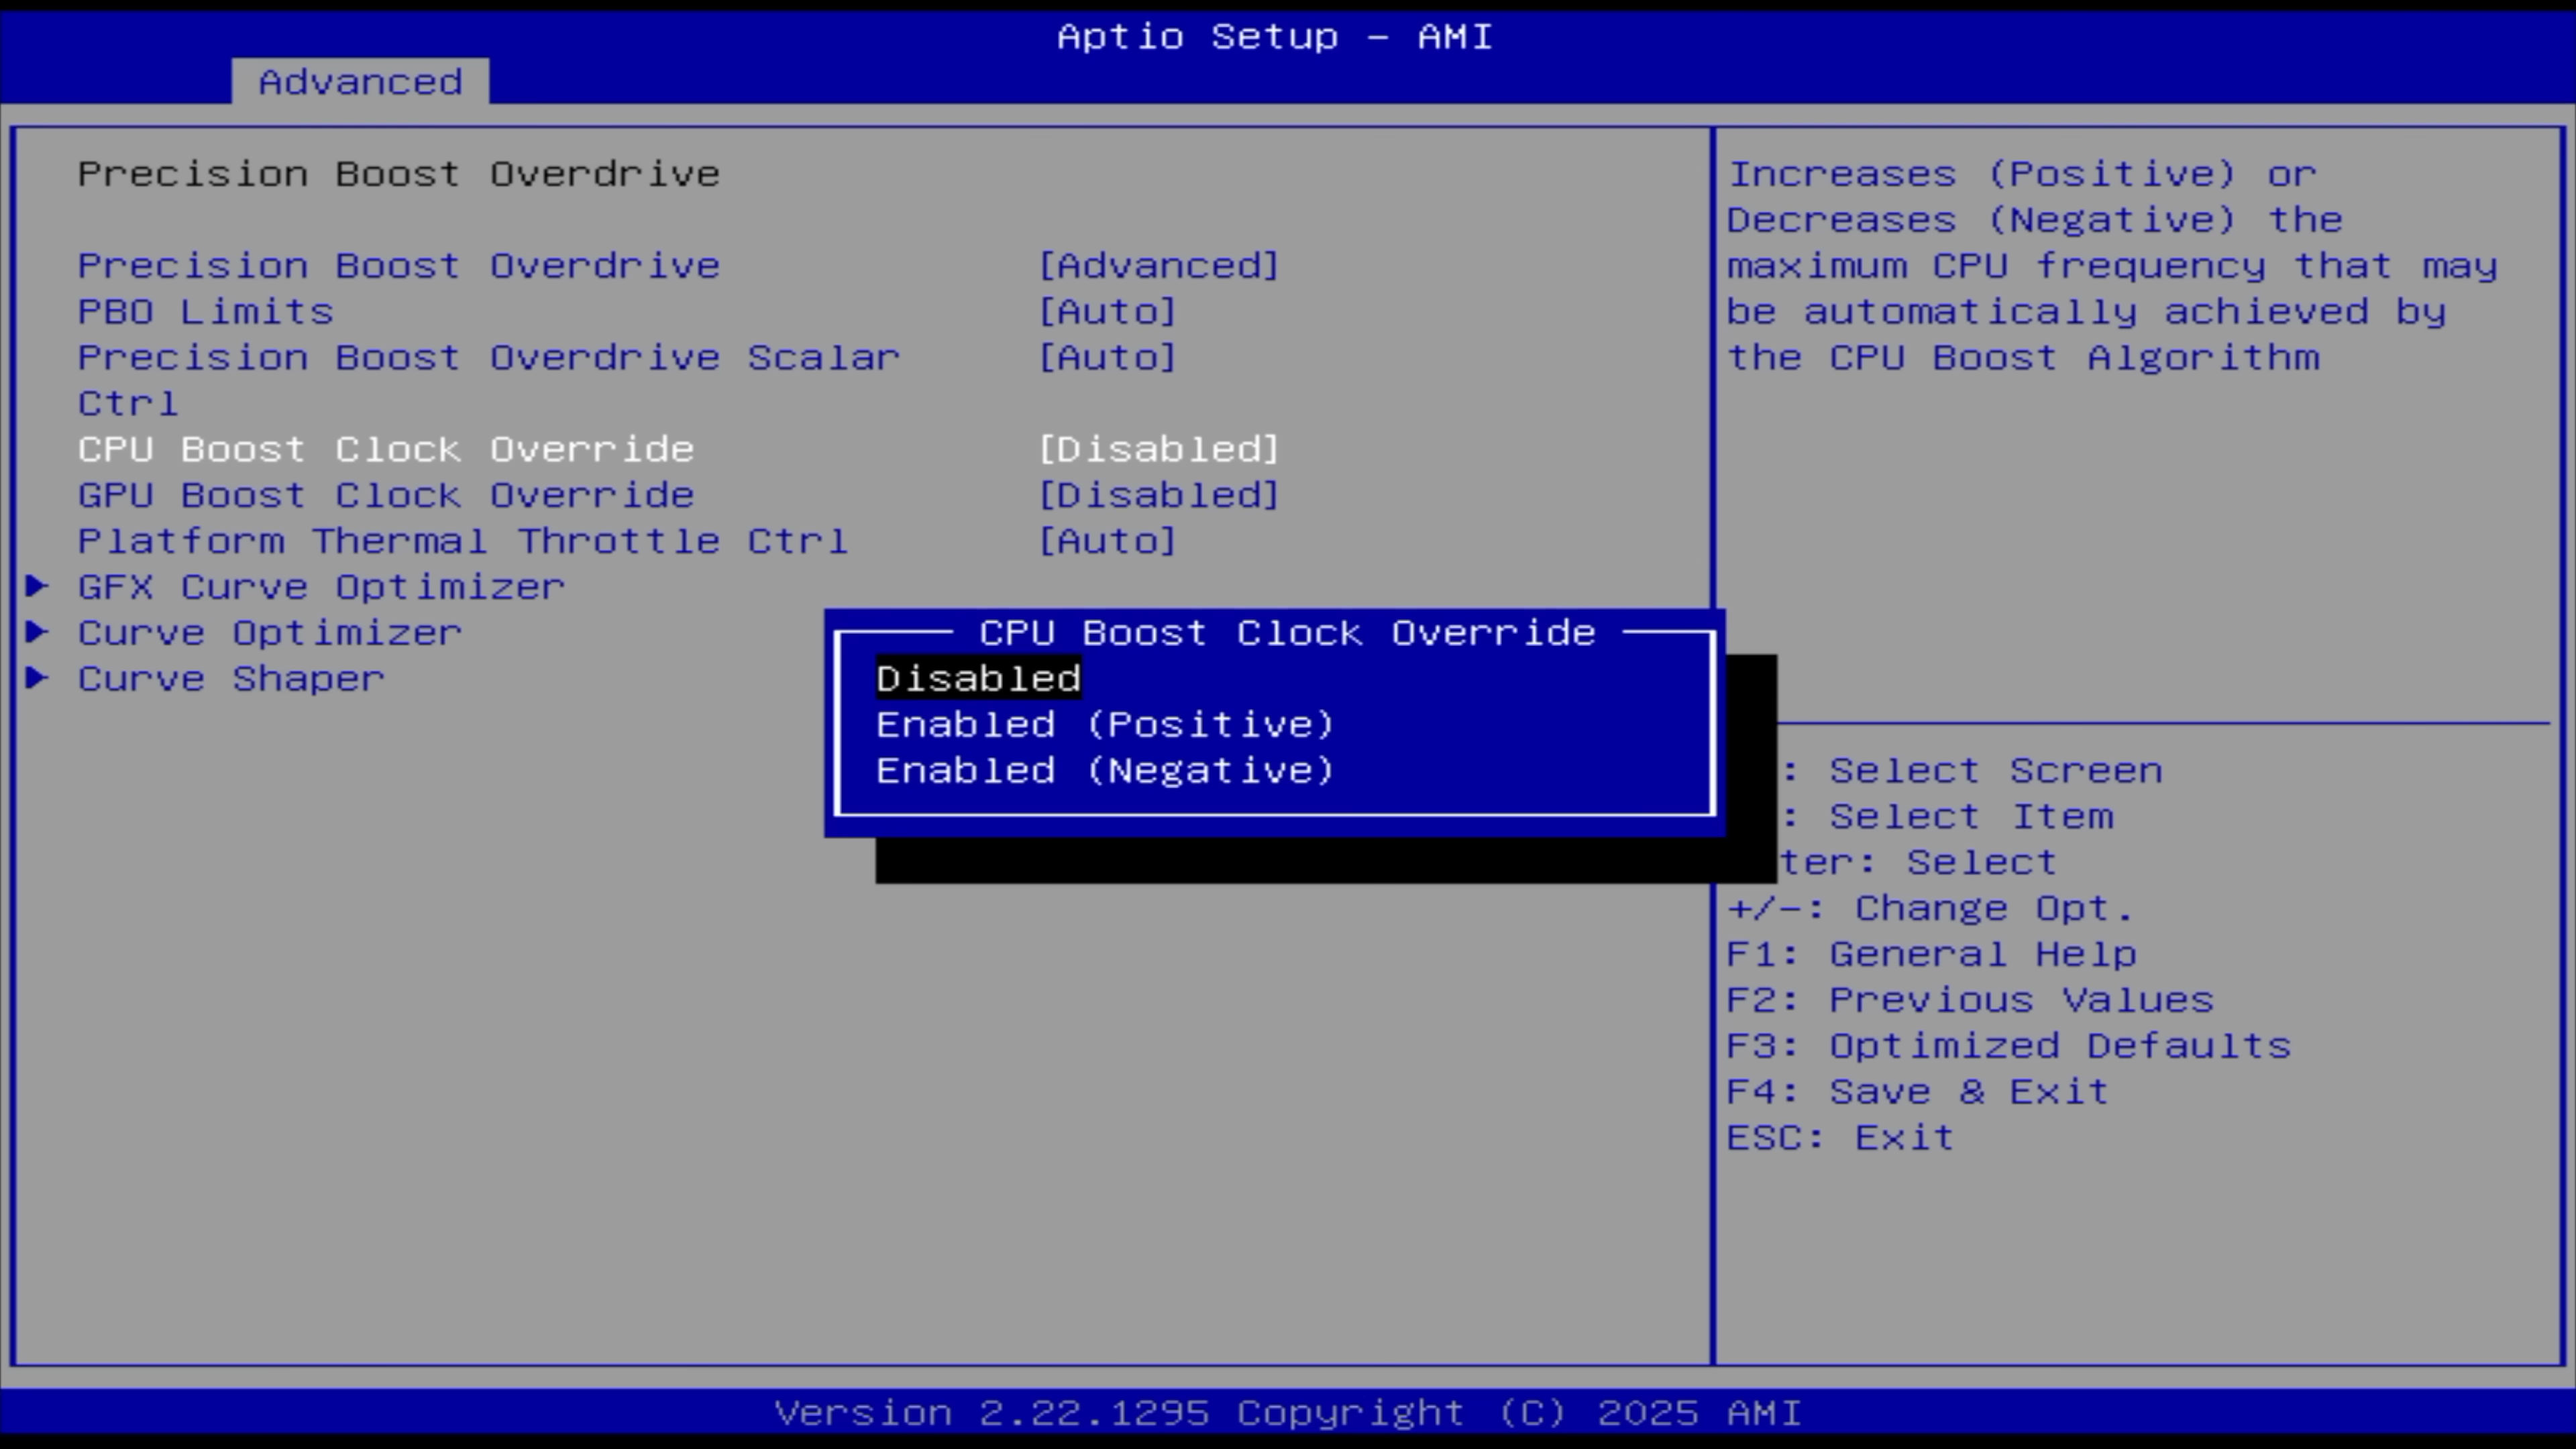 Aptio Setup - AMI
Advanced
Precision Boost Overdrive
Precision Boost Overdrive [Advanced]
PBO Limits [Auto]
Precision Boost Overdrive Scalar [Auto]
Ctrl
CPU Boost Clock Override [Disabled]
GPU Boost Clock Override [Disabled]
Platform Thermal Throttle Ctrl [Auto]
GFX Curve Optimizer
Curve Optimizer
Curve Shaper
CPU Boost Clock Override
Disabled
Enabled (Positive)
Enabled (Negative)
Increases (Positive) or
Decreases (Negative) the
maximum CPU frequency that may
be automatically achieved by
the CPU Boost Algorithm
: Select Screen
: Select Item
ter: Select
+/-: Change Opt.
F1: General Help
F2: Previous Values
F3: Optimized Defaults
F4: Save & Exit
ESC: Exit
Version 2.22.1295 Copyright (C) 2025 AMI